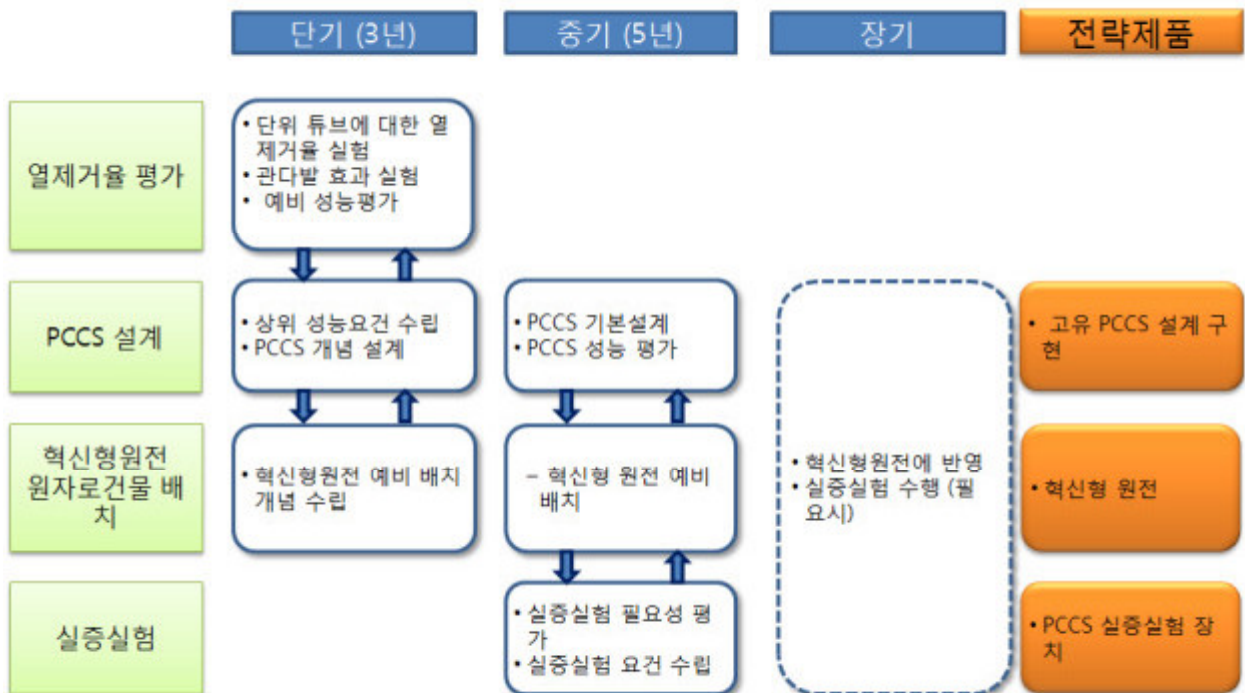 단기 (3년)
중기 (5년)
장기
전략제품
열제거율 평가
• 단위 튜브에 대한 열
제거율 실험
• 관다발 효과 실험
• 예비 성능평가
PCCS 설계
• 상위 성능요건 수립
• PCCS 개념 설계
• PCCS 기본설계
• PCCS 성능 평가
• 고유 PCCS 설계 구
현
혁신형원전
원자로건물 배
치
• 혁신형원전 예비 배치
개념 수립
– 혁신형 원전 예비
배치
• 혁신형원전에 반영
• 실증실험 수행 (필
요시)
• 혁신형 원전
실증실험
• 실증실험 필요성 평
가
• 실증실험 요건 수립
• PCCS 실증실험 장
치